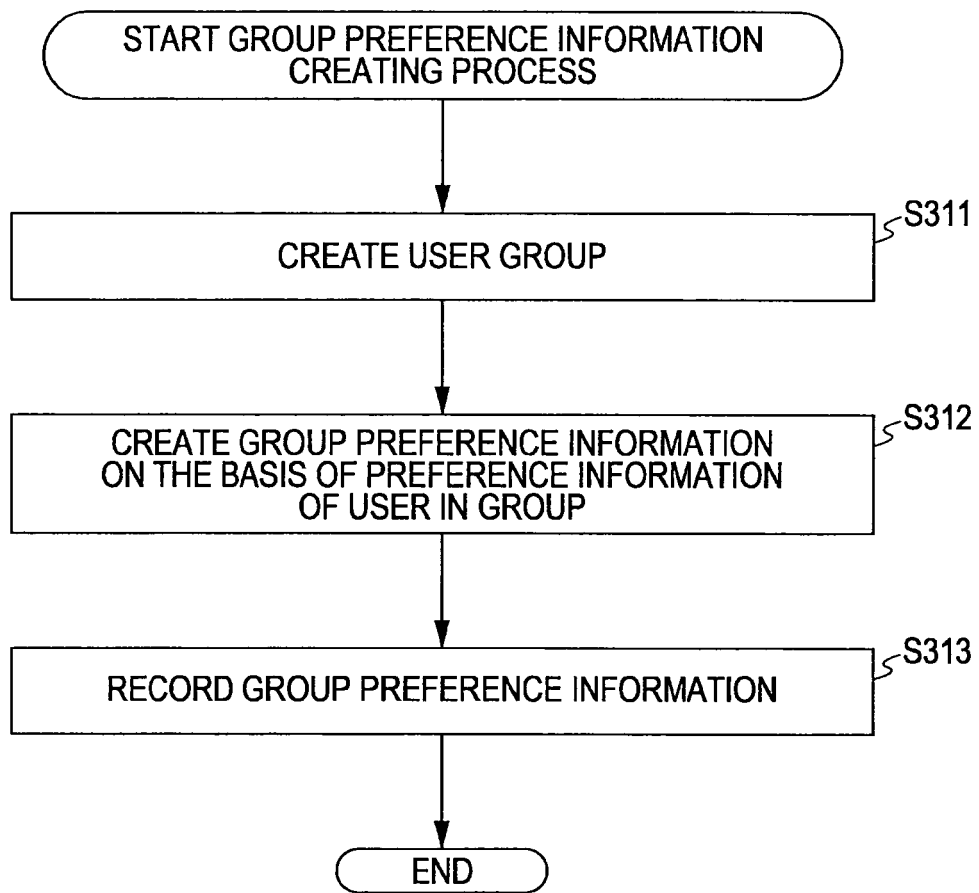 START GROUP PREFERENCE INFORMATION
CREATING PROCESS
S311
CREATE USER GROUP
S312
CREATE GROUP PREFERENCE INFORMATION
ON THE BASIS OF PREFERENCE INFORMATION
OF USER IN GROUP
S313
RECORD GROUP PREFERENCE INFORMATION
END